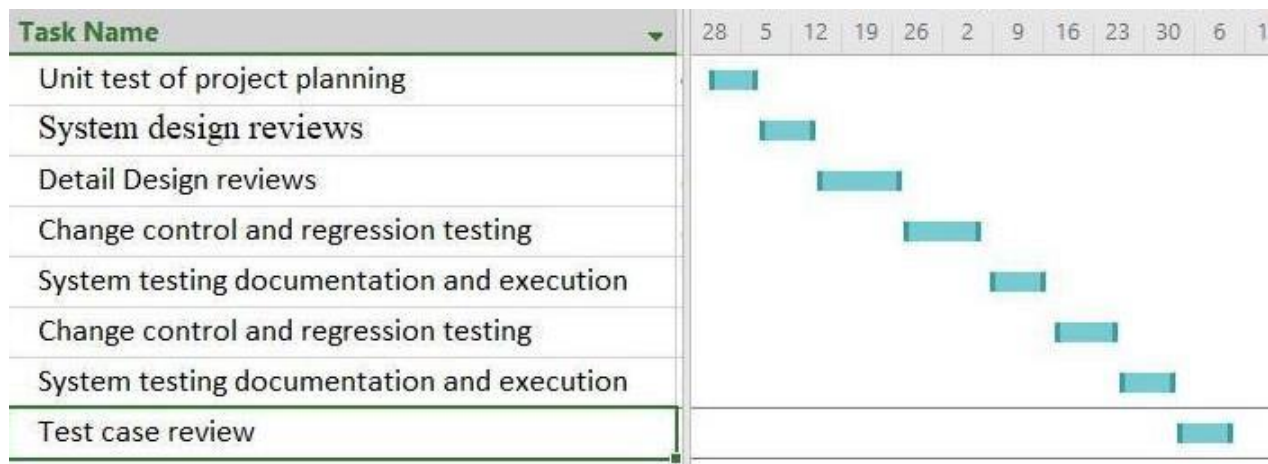 Task Name 28 5 12 19 26 2 9 16 23 30 6 1
Unit test of project planning
System design reviews
Detail Design reviews
Change control and regression testing
System testing documentation and execution
Change control and regression testing
System testing documentation and execution
Test case review